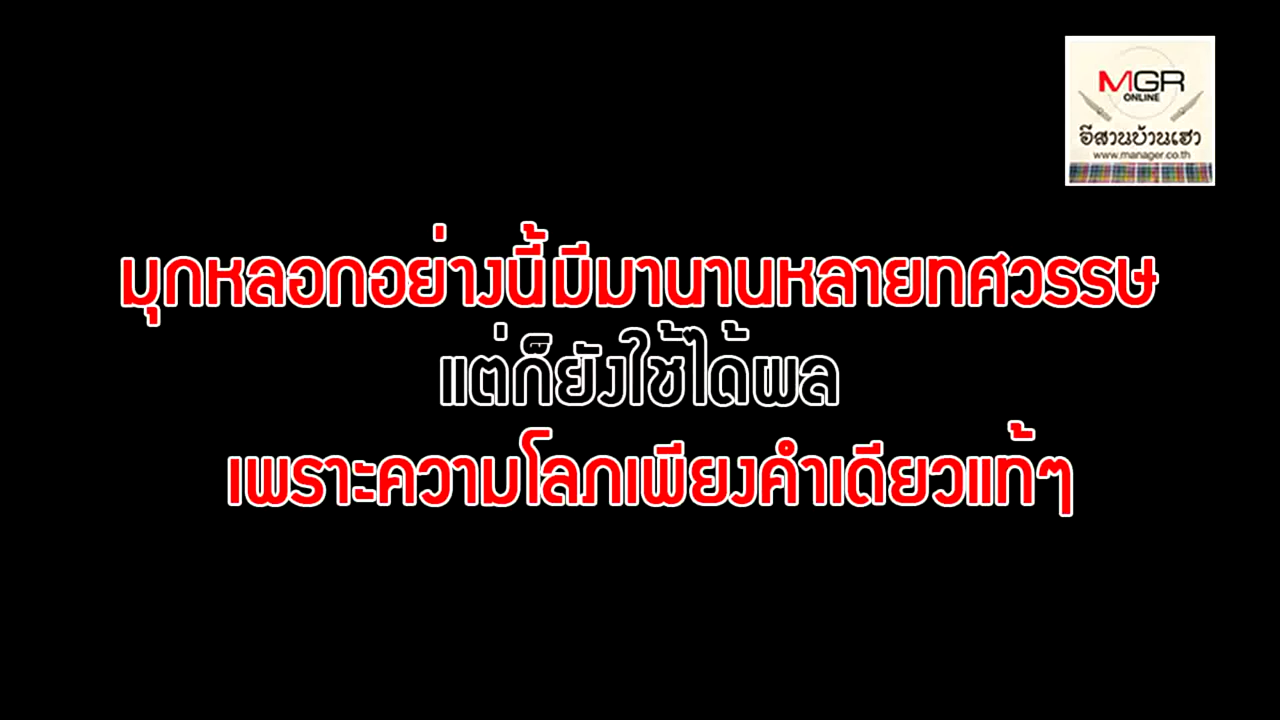 MGR
ONLINE
อีสานบ้านเฮา
www.manager.co.th
มุกหลอกอย่างนี้มีมานานหลายทศวรรษ
แต่ก็ยังใช้ได้ผล
เพราะความโลภเพียงคำเดียวแท้ๆ